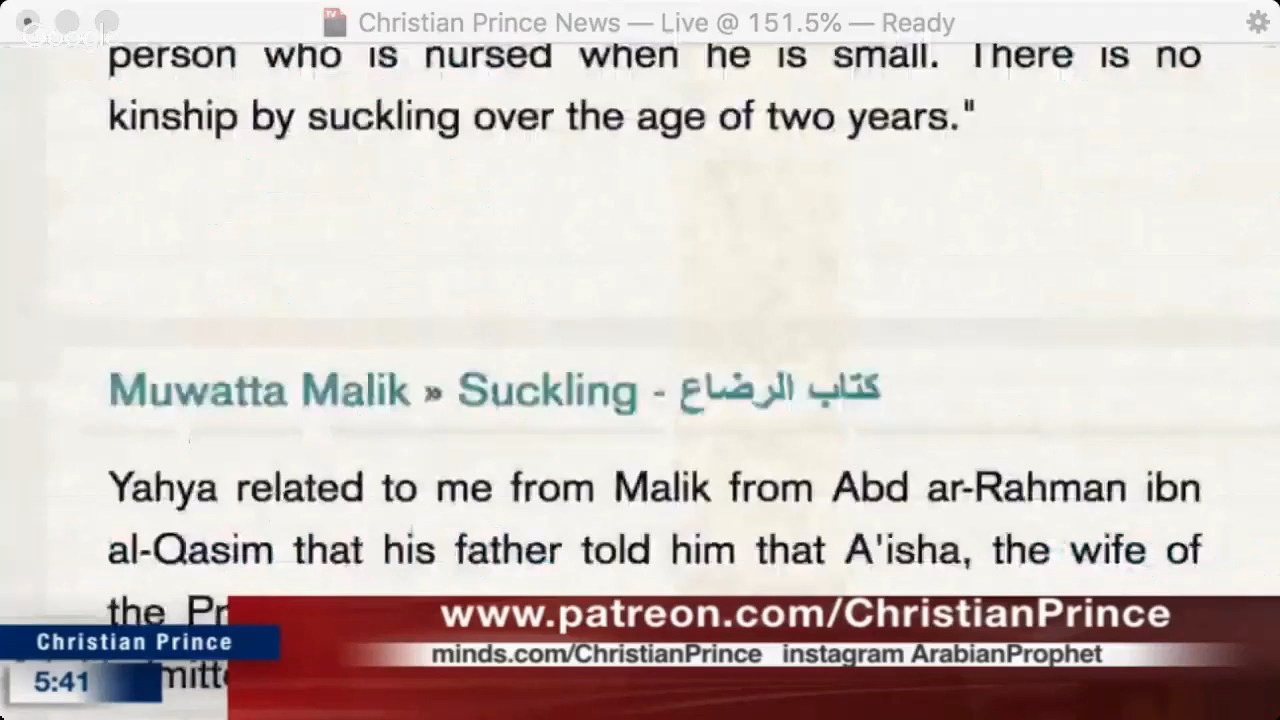 Google
Christian Prince News — Live @ 151.5% — Ready
person who is nursed when he is small. There is no
kinship by suckling over the age of two years."
Muwatta Malik » Suckling - كتاب الرضاع
Yahya related to me from Malik from Abd ar-Rahman ibn
al-Qasim that his father told him that A'isha, the wife of
the Pr
www.patreon.com/ChristianPrince
Christian Prince
minds.com/ChristianPrince instagram ArabianProphet
5:41